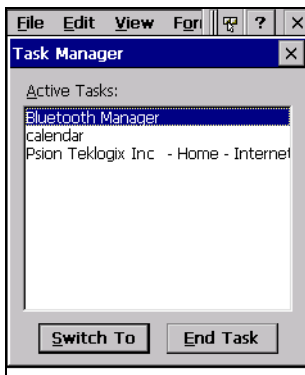 File Edit View For ? ×
Task Manager ×
Active Tasks:
Bluetooth Manager
calendar
Psion Teklogix Inc - Home - Internet
Switch To End Task